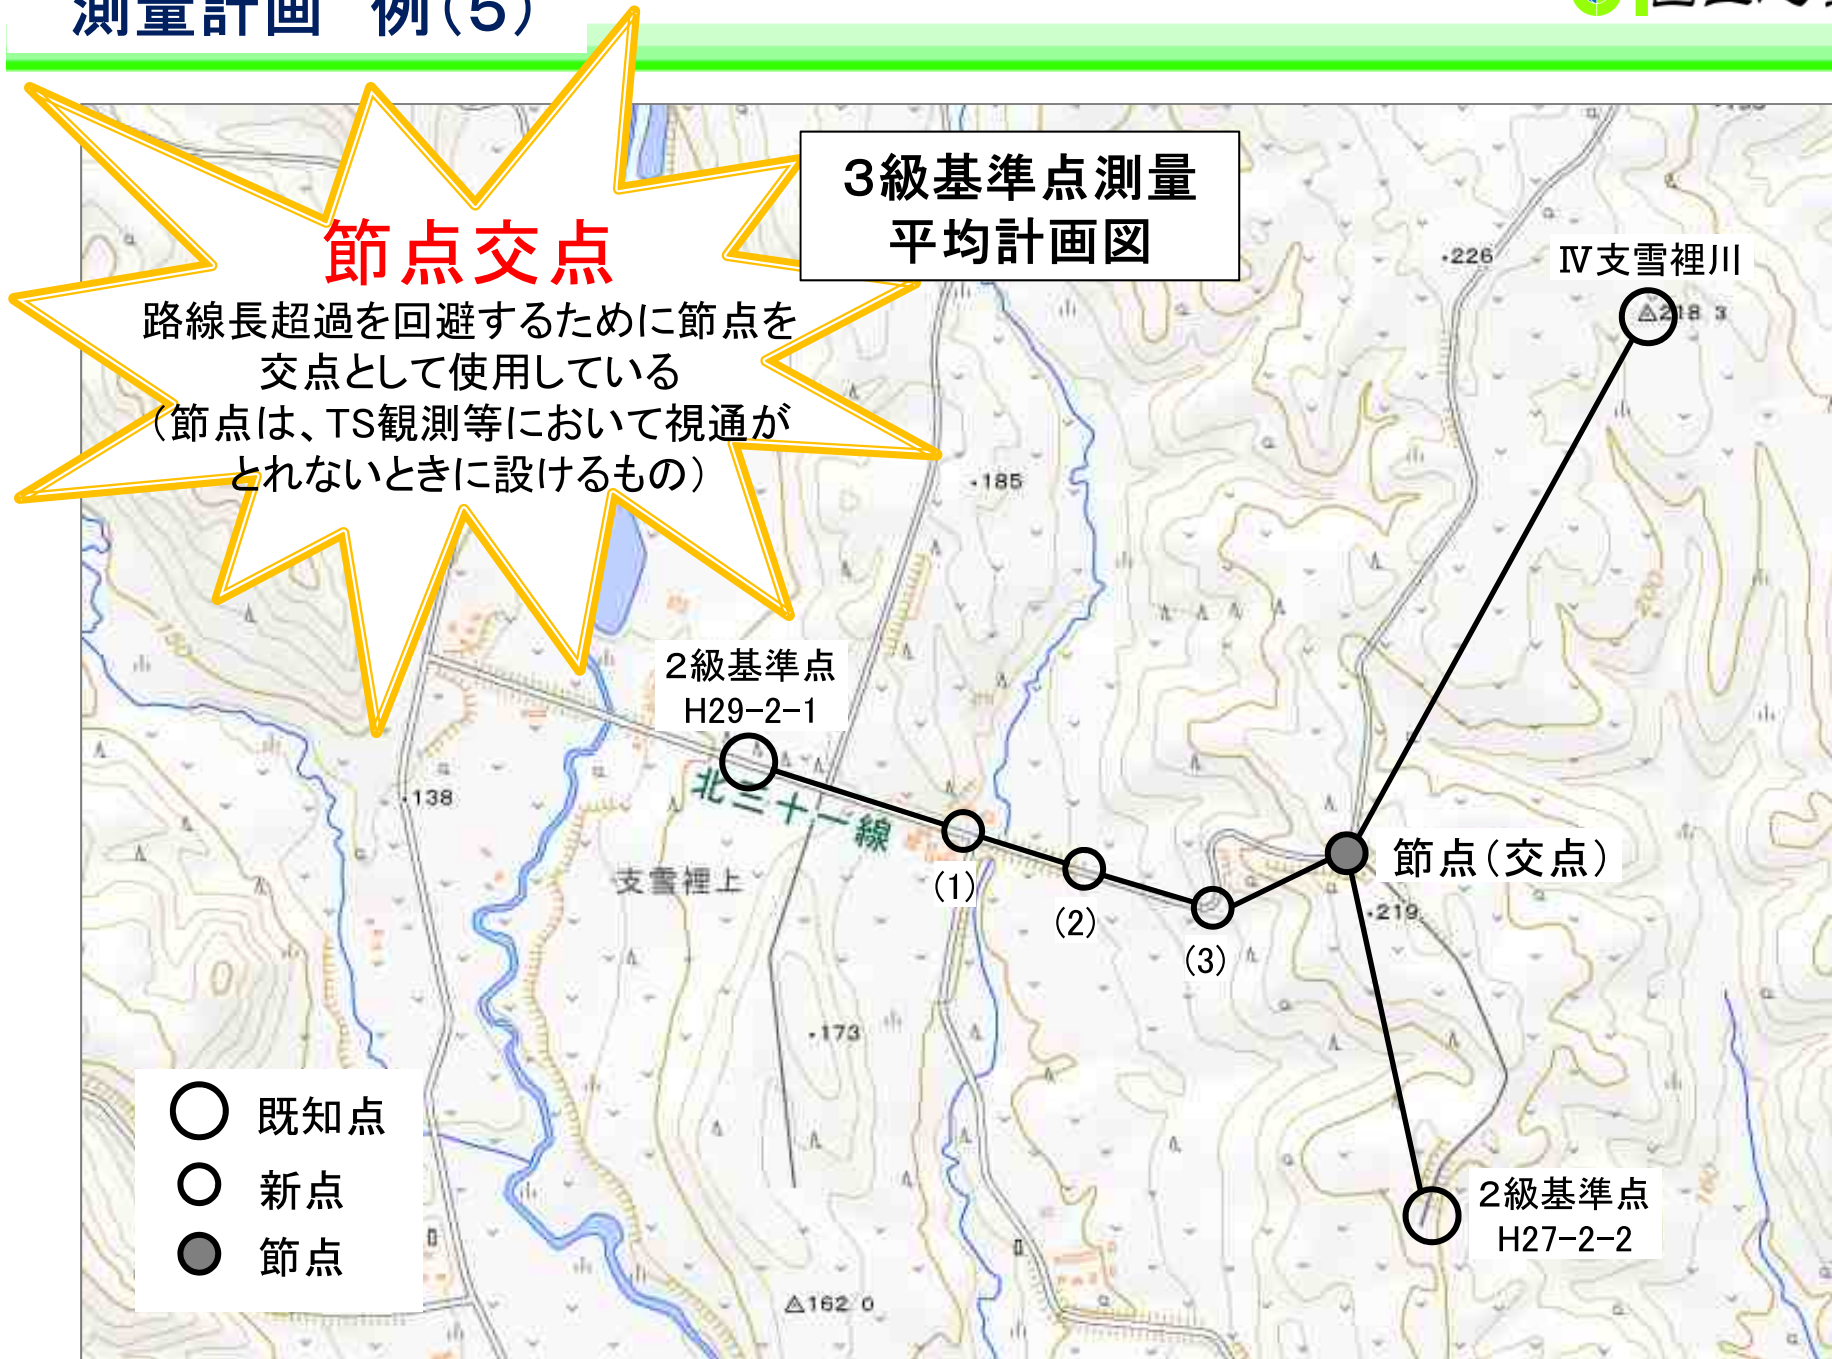 測量計画 例(5)
3級基準点測量
平均計画図
節点交点
路線長超過を回避するために節点を
交点として使用している
(節点は、TS観測等において視通が
とれないときに設けるもの)
・226
Ⅳ支雪裡川
218 3
・185
200
2級基準点
H29-2-1
・138
北三十一線
支雪裡上
(1)
(2)
(3)
節点(交点)
・219
・173
既知点
新点
節点
2級基準点
H27-2-2
160
162 0